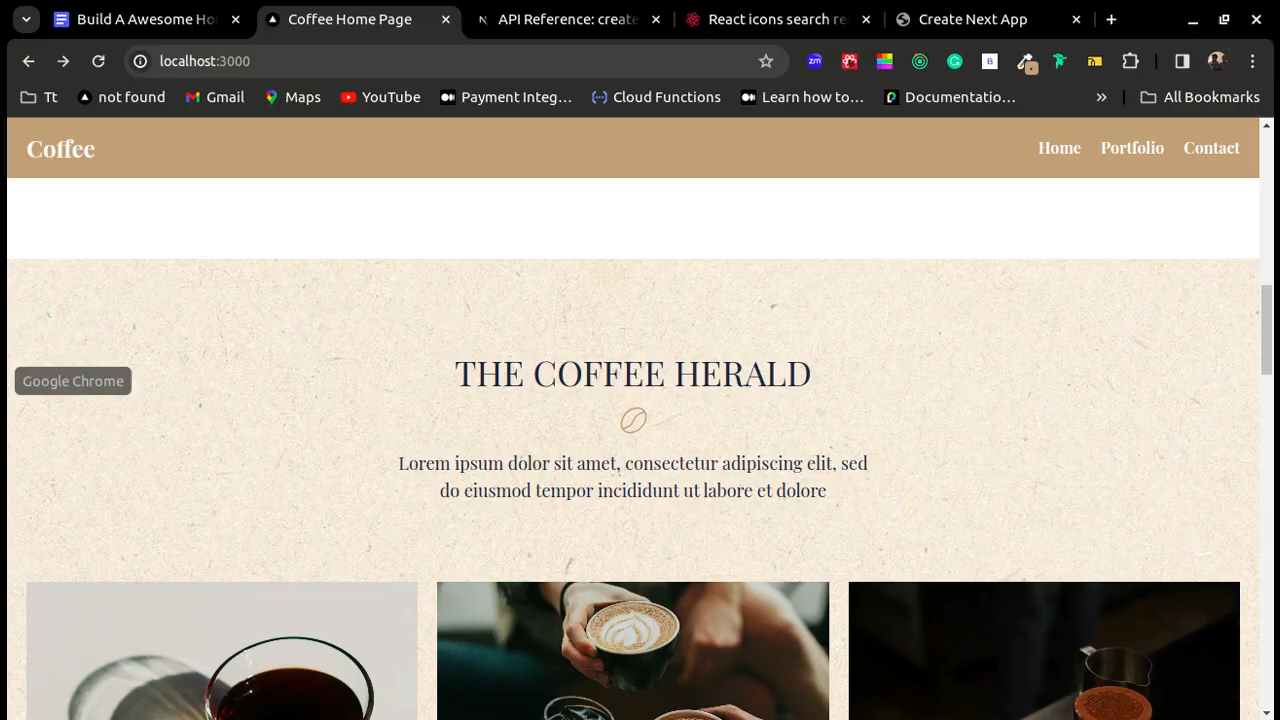 Build A Awesome Ho
Coffee Home Page
API Reference: create
React icons search re
Create Next App
localhost:3000
Tt
not found
Gmail
Maps
YouTube
Payment Integ...
Cloud Functions
Learn how to...
Documentatio...
»
All Bookmarks
Coffee
Home
Portfolio
Contact
THE COFFEE HERALD
Google Chrome
Lorem ipsum dolor sit amet, consectetur adipiscing elit, sed
do eiusmod tempor incididunt ut labore et dolore